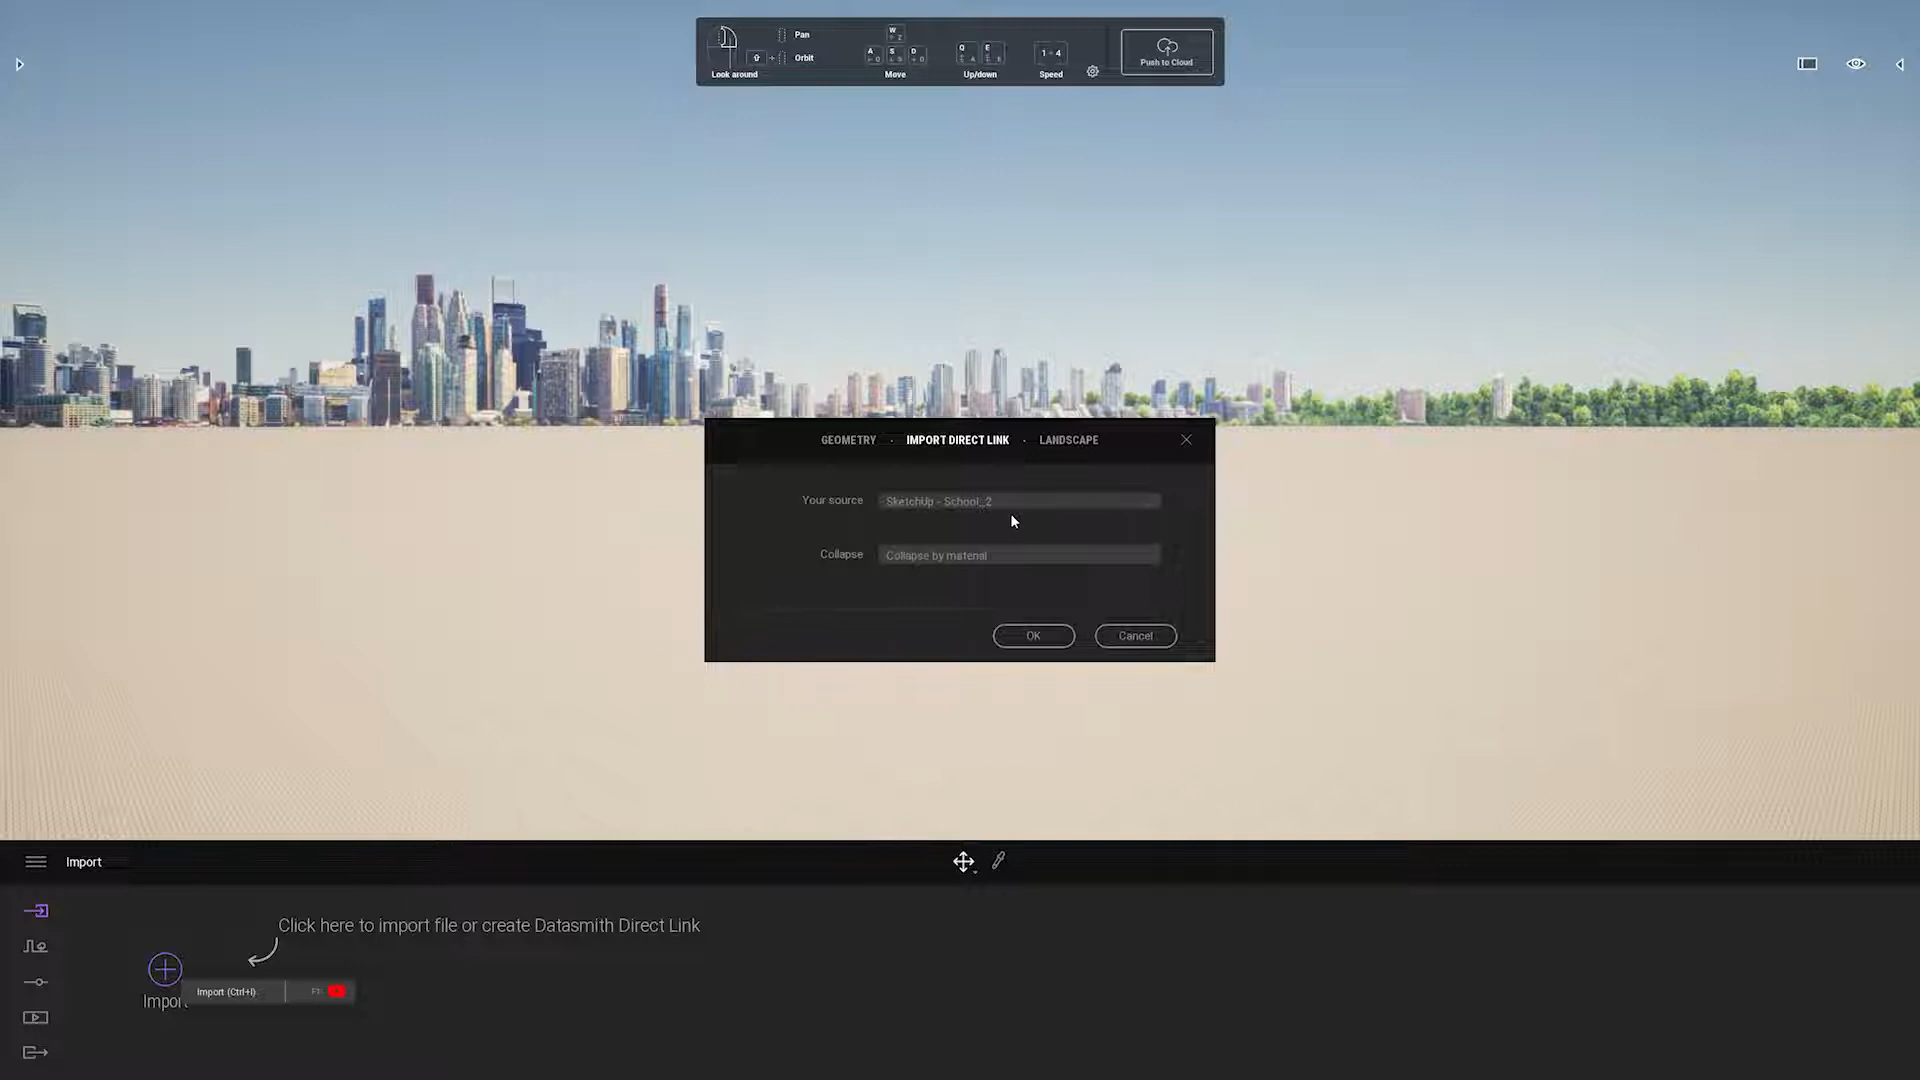 Pan
Orbit
Look around
W
A
S
D
Move
Q
E
Up/down
1 - 4
Speed
Push to Cloud
GEOMETRY · IMPORT DIRECT LINK · LANDSCAPE
Your source
SketchUp - School_2
Collapse
Collapse by material
OK
Cancel
Import
Click here to import file or create Datasmith Direct Link
Import
Import (Ctrl+I)